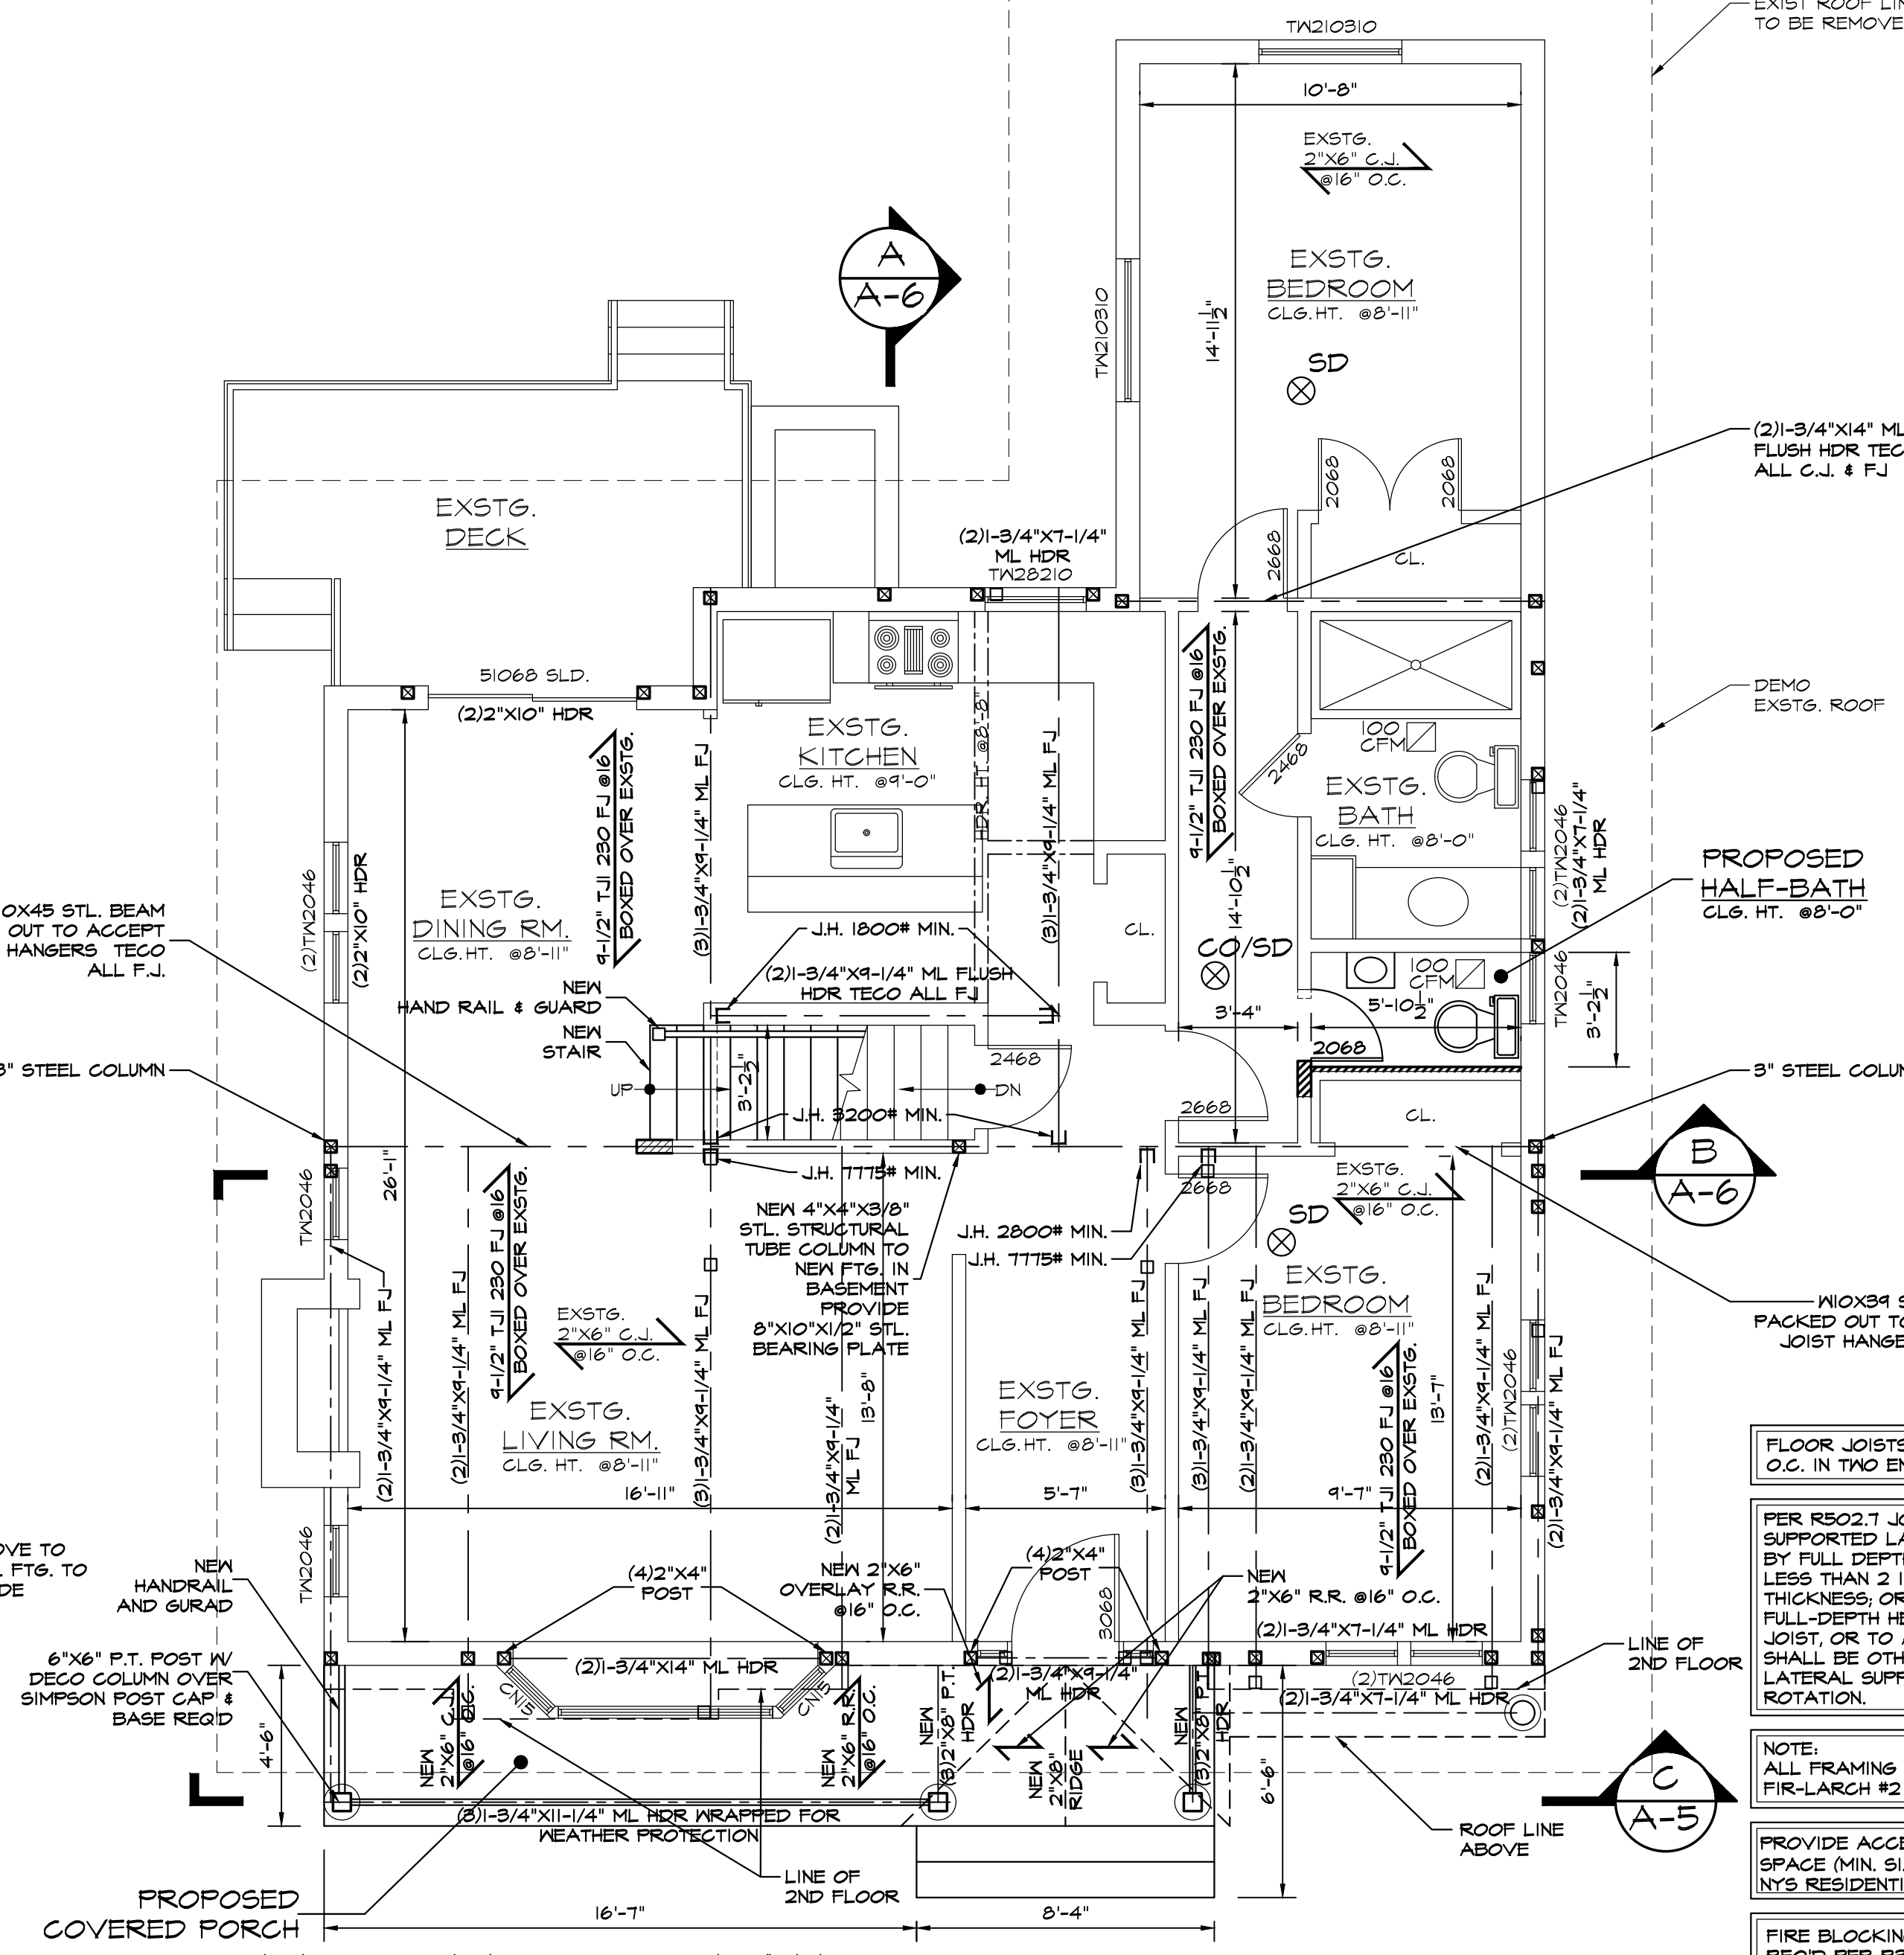 EXIST ROOF LIN
TO BE REMOVE
TW210310
10'-8"
EXSTG.
2"X6" C.J.
@16" O.C.
A
A-6
EXSTG.
BEDROOM
CLG.HT. @8'-11"
TW210310
14'-11 1/2"
SD
2068
2068
(2)1-3/4"X14" ML
FLUSH HDR TEC
ALL C.J. & FJ
EXSTG.
DECK
(2)1-3/4"X7-1/4"
ML HDR
TW28210
2668
CL.
51068 SLD.
(2)2"X10" HDR
9-1/2" TJI 230 FJ @16
BOXED OVER EXSTG.
(3)1-3/4"X9-1/4" ML FJ
EXSTG.
KITCHEN
CLG. HT. @9'-0"
HDR. HT. @8'-8"
(3)1-3/4"X9-1/4" ML FJ
9-1/2" TJI 230 FJ @16
BOXED OVER EXSTG.
14'-10 1/2"
2468
100
CFM
EXSTG.
BATH
CLG. HT. @8'-0"
DEMO
EXSTG. ROOF
(2)TW2046
(2)1-3/4"X7-1/4"
ML HDR
PROPOSED
HALF-BATH
CLG. HT. @8'-0"
(2)TW2046
(2)2"X10" HDR
EXSTG.
DINING RM.
CLG.HT. @8'-11"
0X45 STL. BEAM
OUT TO ACCEPT
HANGERS TECO
ALL F.J.
J.H. 1800# MIN.
CL.
CO/SD
(2)1-3/4"X9-1/4" ML FLUSH
HDR TECO ALL FJ
NEW
HAND RAIL & GUARD
NEW
STAIR
100
CFM
5'-10 1/2"
3'-4"
TW2046
3'-2 1/2"
2068
2468
3" STEEL COLUMN
UP
3'-2 1/2"
DN
3" STEEL COLUM
J.H. 3200# MIN.
2668
CL.
26'-1"
TW2046
J.H. 7775# MIN.
2668
EXSTG.
2"X6" C.J.
@16" O.C.
B
A-6
NEW 4"X4"X3/8"
STL. STRUCTURAL
TUBE COLUMN TO
NEW FTG. IN
BASEMENT
PROVIDE
8"X10"X1/2" STL.
BEARING PLATE
J.H. 2800# MIN.
J.H. 7775# MIN.
SD
9-1/2" TJI 230 FJ @16
BOXED OVER EXSTG.
(2)1-3/4"X9-1/4" ML FJ
(2)1-3/4"X9-1/4" ML FJ
EXSTG.
2"X6" C.J.
@16" O.C.
(3)1-3/4"X9-1/4" ML FJ
(2)1-3/4"X9-1/4"
ML FJ
13'-8"
EXSTG.
BEDROOM
CLG.HT. @8'-11"
W10X39 S
PACKED OUT TO
JOIST HANGE
EXSTG.
LIVING RM.
CLG. HT. @8'-11"
EXSTG.
FOYER
CLG.HT. @8'-11"
(3)1-3/4"X9-1/4" ML FJ
(3)1-3/4"X9-1/4" ML FJ
(2)1-3/4"X9-1/4" ML FJ
9-1/2" TJI 230 FJ @16
BOXED OVER EXSTG.
13'-7"
(2)1-3/4"X9-1/4" ML FJ
(2)TW2046
(2)1-3/4"X9-1/4" ML FJ
16'-11"
5'-7"
9'-7"
FLOOR JOISTS
O.C. IN TWO EN
PER R502.7 JO
SUPPORTED LA
BY FULL DEPTH
LESS THAN 2 I
THICKNESS; OR
FULL-DEPTH HE
JOIST, OR TO A
SHALL BE OTH
LATERAL SUPP
ROTATION.
OVE TO
. FTG. TO
DE
NEW
HANDRAIL
AND GURAD
TW2046
(4)2"X4"
POST
NEW 2"X6"
OVERLAY R.R.
@16" O.C.
(4)2"X4"
POST
3068
NEW
2"X6" R.R. @16" O.C.
(2)1-3/4"X7-1/4" ML HDR
6"X6" P.T. POST W/
DECO COLUMN OVER
SIMPSON POST CAP &
BASE REQ'D
(2)1-3/4"X14" ML HDR
CN15
CN15
(2)1-3/4"X9-1/4"
ML HDR
(2)TW2046
(2)1-3/4"X7-1/4" ML HDR
LINE OF
2ND FLOOR
4'-6"
NEW
2"X6" C.J.
@16" O.C.
NEW
2"X6" R.R.
@16" O.C.
NEW
(3)2"X8" P.T.
HDR
NEW
2"X8"
RIDGE
NEW
(3)2"X8" P.T.
HDR
6'-6"
NOTE:
ALL FRAMING
FIR-LARCH #2
C
A-5
(3)1-3/4"X11-1/4" ML HDR WRAPPED FOR
WEATHER PROTECTION
ROOF LINE
ABOVE
PROVIDE ACCE
SPACE (MIN. SI
NYS RESIDENTI
LINE OF
2ND FLOOR
PROPOSED
COVERED PORCH
16'-7"
8'-4"
FIRE BLOCKIN